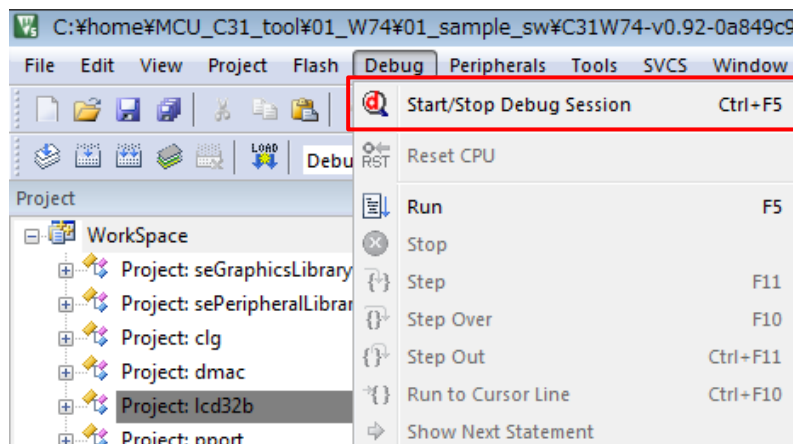 C:¥home¥MCU_C31_tool¥01_W74¥01_sample_sw¥C31W74-v0.92-0a849c9
File Edit View Project Flash Debug Peripherals Tools SVCS Window
Start/Stop Debug Session Ctrl+F5
LOAD Debu
RST Reset CPU
Project
Run F5
WorkSpace
Stop
Project: seGraphicsLibrary
Step F11
Project: sePeripheralLibrar
Step Over F10
Project: clg
Step Out Ctrl+F11
Project: dmac
Run to Cursor Line Ctrl+F10
Project: lcd32b
Show Next Statement
Project: pport